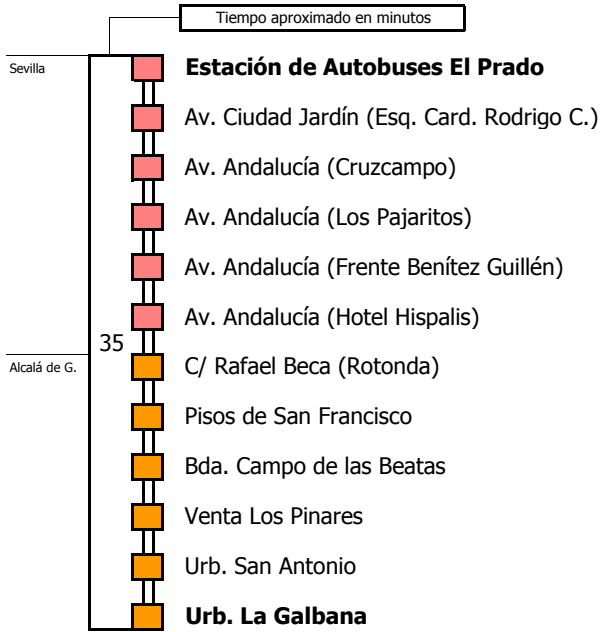 Tiempo aproximado en minutos
Sevilla
Estación de Autobuses El Prado
Av. Ciudad Jardín (Esq. Card. Rodrigo C.)
Av. Andalucía (Cruzcampo)
Av. Andalucía (Los Pajaritos)
Av. Andalucía (Frente Benítez Guillén)
Av. Andalucía (Hotel Hispalis)
35
Alcalá de G.
C/ Rafael Beca (Rotonda)
Pisos de San Francisco
Bda. Campo de las Beatas
Venta Los Pinares
Urb. San Antonio
Urb. La Galbana